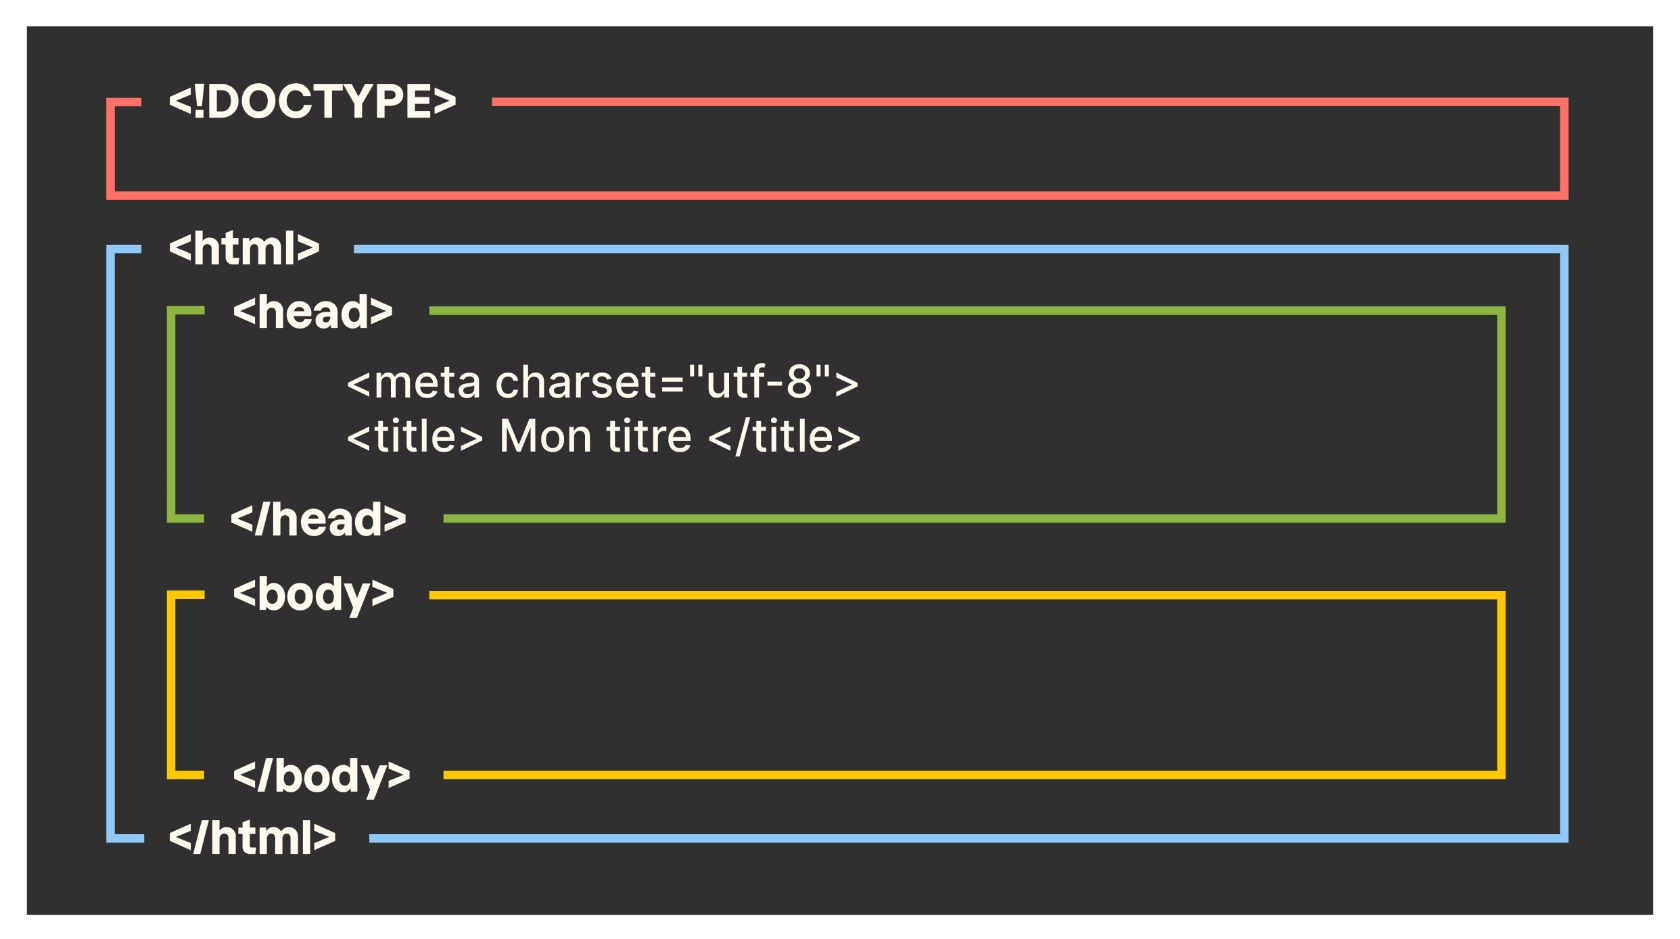 <!DOCTYPE>
<html>
<head>
<meta charset="utf-8">
<title> Mon titre </title>
</head>
<body>
</body>
</html>